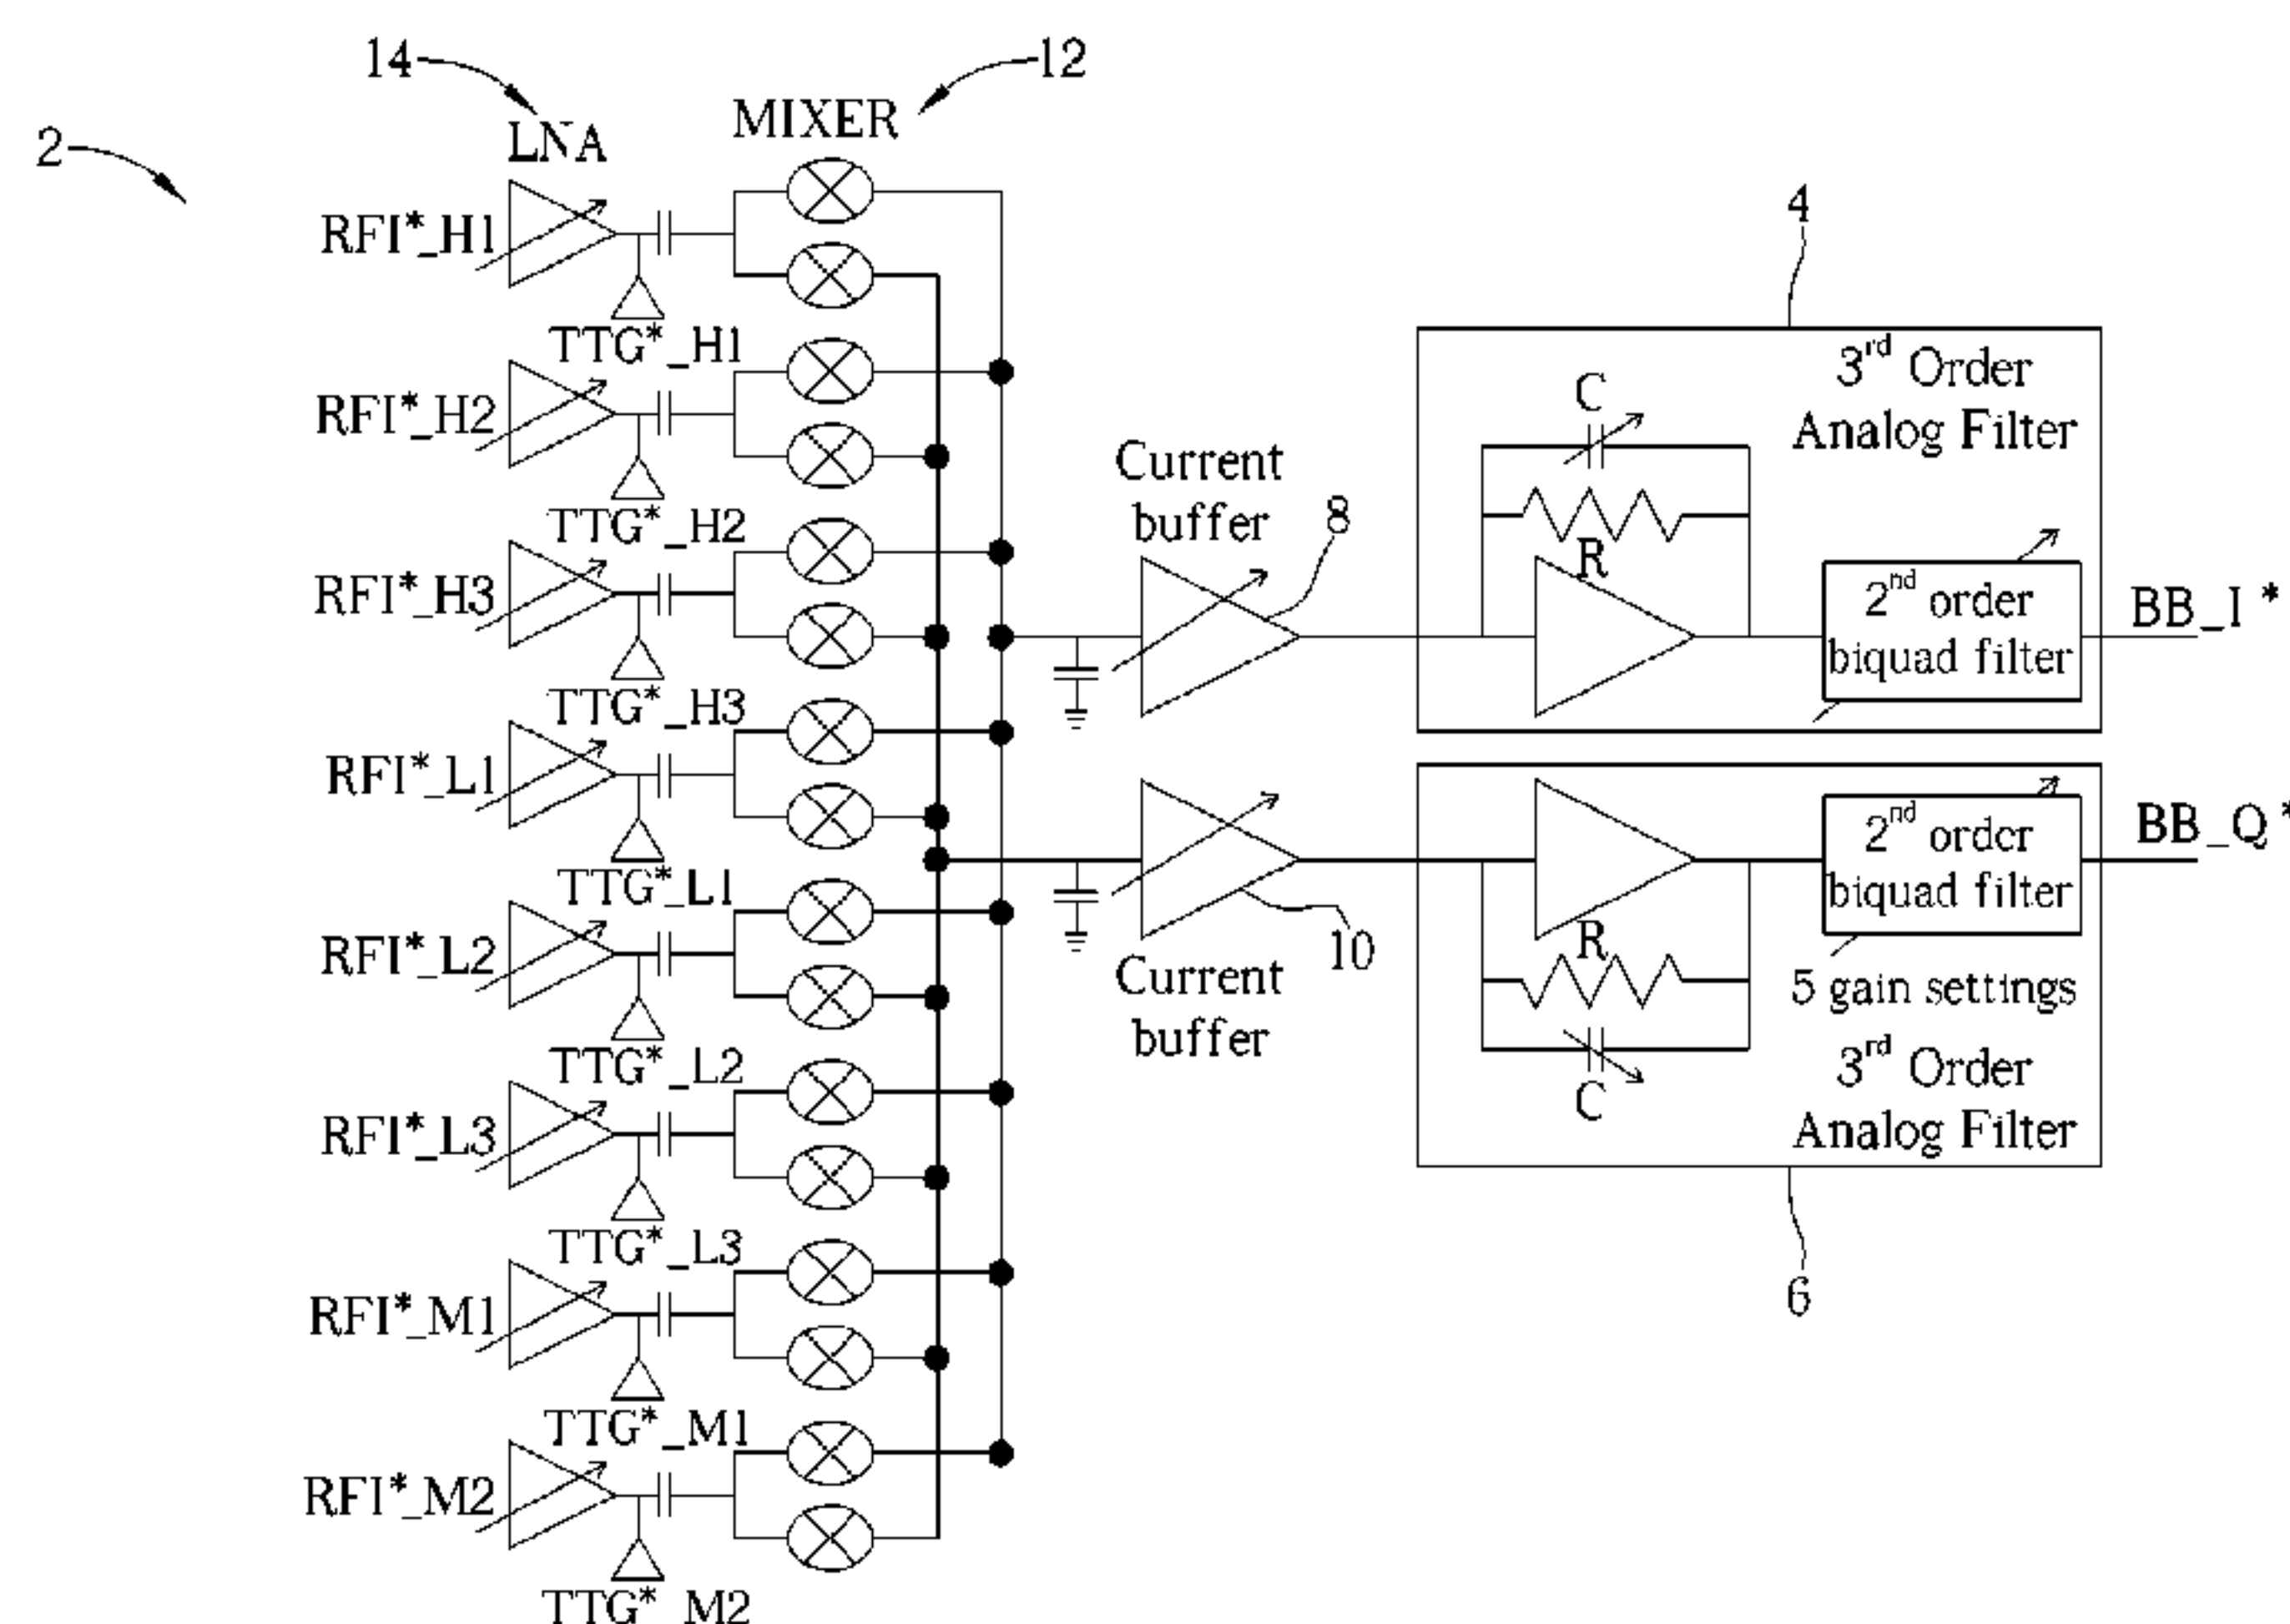 14
12
2
LNA
MIXER
RFI*_H1
TTG*_H1
RFI*_H2
TTG*_H2
RFI*_H3
TTG*_H3
RFI*_L1
TTG*_L1
RFI*_L2
TTG*_L2
RFI*_L3
TTG*_L3
RFI*_M1
TTG*_M1
RFI*_M2
TTG*_M2
Current
buffer
8
Current
buffer
10
4
3rd Order
Analog Filter
C
R
2nd order
biquad filter
BB_I*
2nd order
biquad filter
BB_Q*
R
C
5 gain settings
3rd Order
Analog Filter
6